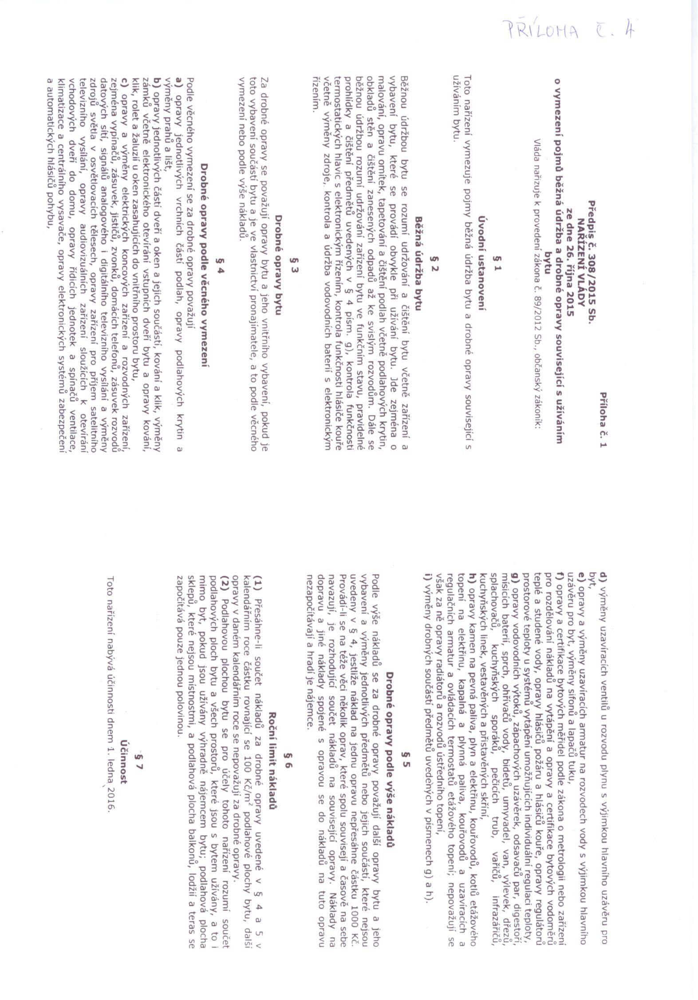 PŘÍLOHA Č. 4
Příloha č. 1
Předpis č. 308/2015 Sb.
NAŘÍZENÍ VLÁDY
ze dne 26. října 2015
o vymezení pojmů běžná údržba a drobné opravy související s užíváním
bytu
Vláda nařizuje k provedení zákona č. 89/2012 Sb., občanský zákoník:
§ 1
Úvodní ustanovení
Toto nařízení vymezuje pojmy běžná údržba bytu a drobné opravy související s
užíváním bytu.
§ 2
Běžná údržba bytu
Běžnou údržbou bytu se rozumí udržování a čištění bytu včetně zařízení a
vybavení bytu, které se provádí obvykle při užívání bytu. Jde zejména o
malování, opravu omítek, tapetování a čištění podlah včetně podlahových krytin,
obkladů stěn a čištění zanesených odpadů až ke svislým rozvodům. Dále se
běžnou údržbou rozumí udržování zařízení bytu ve funkčním stavu, pravidelné
prohlídky a čištění předmětů uvedených v § 4 písm. g), kontrola funkčnosti
termostatických hlavic s elektronickým řízením, kontrola funkčnosti hlásiče kouře
včetně výměny zdroje, kontrola a údržba vodovodních baterií s elektronickým
řízením.
§ 3
Drobné opravy bytu
Za drobné opravy se považují opravy bytu a jeho vnitřního vybavení, pokud je
toto vybavení součástí bytu a je ve vlastnictví pronajímatele, a to podle věcného
vymezení nebo podle výše nákladů.
§ 4
Drobné opravy podle věcného vymezení
Podle věcného vymezení se za drobné opravy považují
a) opravy jednotlivých vrchních částí podlah, opravy podlahových krytin a
výměny prahů a lišt,
b) opravy jednotlivých částí dveří a oken a jejich součástí, kování a klik, výměny
zámků včetně elektronického otevírání vstupních dveří bytu a opravy kování,
klik, rolet a žaluzií u oken zasahujících do vnitřního prostoru bytu,
c) opravy a výměny elektrických koncových zařízení a rozvodných zařízení,
zejména vypínačů, zásuvek, jističů, zvonků, domácích telefonů, zásuvek rozvodů
datových sítí, signálů analogového i digitálního televizního vysílání a výměny
zdrojů světla v osvětlovacích tělesech, opravy zařízení pro příjem satelitního
televizního vysílání, opravy audiovizuálních zařízení sloužících k otevírání
vchodových dveří do domu, opravy řídicích jednotek a spínačů ventilace,
klimatizace a centrálního vysavače, opravy elektronických systémů zabezpečení
a automatických hlásičů pohybu,
d) výměny uzavíracích ventilů u rozvodu plynu s výjimkou hlavního uzávěru pro
byt,
e) opravy a výměny uzavíracích armatur na rozvodech vody s výjimkou hlavního
uzávěru pro byt, výměny sifonů a lapačů tuku,
f) opravy a certifikace bytových měřidel podle zákona o metrologii nebo zařízení
pro rozdělování nákladů na vytápění a opravy a certifikace bytových vodoměrů
teplé a studené vody, opravy hlásičů požáru a hlásičů kouře, opravy regulátorů
prostorové teploty u systémů vytápění umožňujících individuální regulaci teploty,
g) opravy vodovodních výtoků, zápachových uzávěrek, odsavačů par, digestoří,
mísicích baterií, sprch, ohřívačů vody, bidetů, umyvadel, van, výlevek, dřezů,
splachovačů, kuchyňských sporáků, pečicích trub, vařičů, infrazářičů,
kuchyňských linek, vestavěných a přistavěných skříní,
h) opravy kamen na pevná paliva, plyn a elektřinu, kouřovodů, kotlů etážového
topení na elektřinu, kapalná a plynná paliva, kouřovodů a uzavíracích a
regulačních armatur a ovládacích termostatů etážového topení; nepovažují se
však za ně opravy radiátorů a rozvodů ústředního topení,
i) výměny drobných součástí předmětů uvedených v písmenech g) a h).
§ 5
Drobné opravy podle výše nákladů
Podle výše nákladů se za drobné opravy považují další opravy bytu a jeho
vybavení a výměny jednotlivých předmětů nebo jejich součástí, které nejsou
uvedeny v § 4, jestliže náklad na jednu opravu nepřesáhne částku 1000 Kč.
Provádí-li se na téže věci několik oprav, které spolu souvisejí a časově na sebe
navazují, je rozhodující součet nákladů na související opravy. Náklady na
dopravu a jiné náklady spojené s opravou se do nákladů na tuto opravu
nezapočítávají a hradí je nájemce.
§ 6
Roční limit nákladů
(1) Přesáhne-li součet nákladů za drobné opravy uvedené v § 4 a 5 v
kalendářním roce částku rovnající se 100 Kč/m² podlahové plochy bytu, další
opravy v daném kalendářním roce se nepovažují za drobné opravy.
(2) Podlahovou plochou bytu se pro účely tohoto nařízení rozumí součet
podlahových ploch bytu a všech prostorů, které jsou s bytem užívány, a to i
mimo byt, pokud jsou užívány výhradně nájemcem bytu; podlahová plocha
sklepů, které nejsou místnostmi, a podlahová plocha balkonů, lodžií a teras se
započítává pouze jednou polovinou.
§ 7
Účinnost
Toto nařízení nabývá účinnosti dnem 1. ledna 2016.